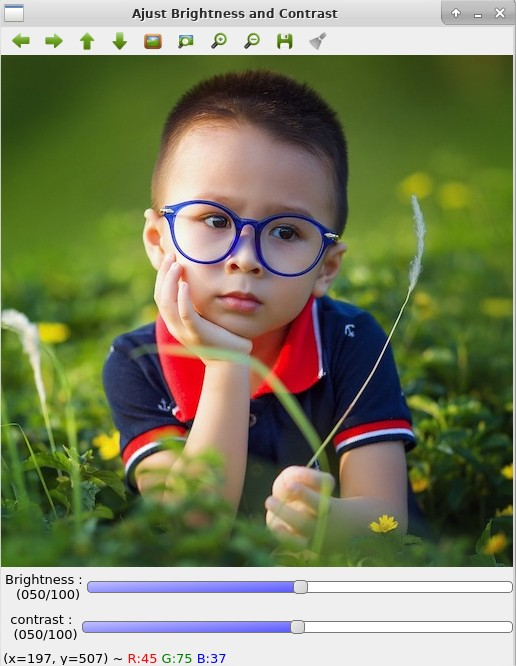 Ajust Brightness and Contrast
Brightness :
(050/100)
contrast :
(050/100)
(x=197, y=507) ~ R:45 G:75 B:37